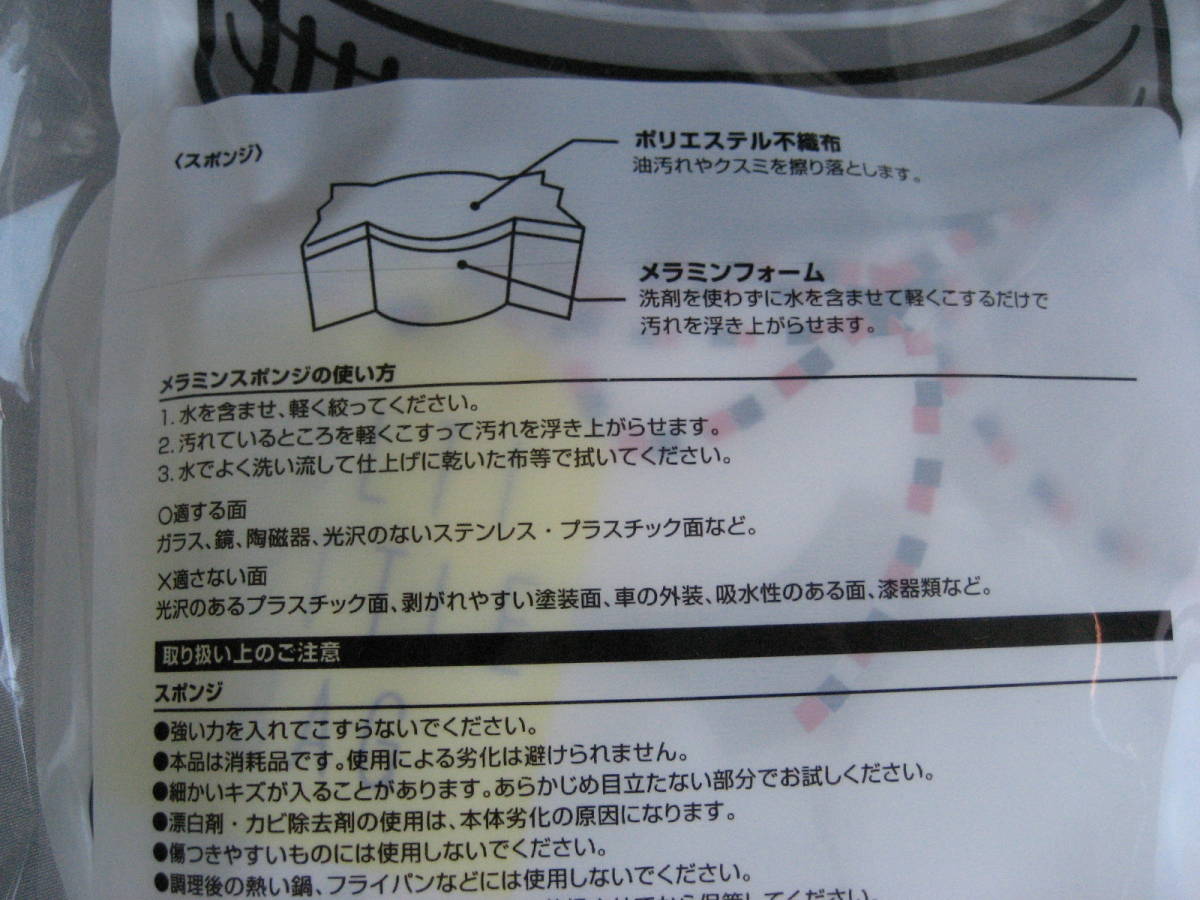 〈スポンジ〉
ポリエステル不織布
油汚れやクスミを擦り落とします。
メラミンフォーム
洗剤を使わずに水を含ませて軽くこするだけで
汚れを浮き上がらせます。
メラミンスポンジの使い方
1. 水を含ませ、軽く絞ってください。
2. 汚れているところを軽くこすって汚れを浮き上がらせます。
3. 水でよく洗い流して仕上げに乾いた布等で拭いてください。
○適する面
ガラス、鏡、陶磁器、光沢のないステンレス・プラスチック面など。
×適さない面
光沢のあるプラスチック面、剥がれやすい塗装面、車の外装、吸水性のある面、漆器類など。
取り扱い上のご注意
スポンジ
●強い力を入れてこすらないでください。
●本品は消耗品です。使用による劣化は避けられません。
●細かいキズが入ることがあります。あらかじめ目立たない部分でお試しください。
●漂白剤・カビ除去剤の使用は、本体劣化の原因になります。
●傷つきやすいものには使用しないでください。
●調理後の熱い鍋、フライパンなどには使用しないでください。